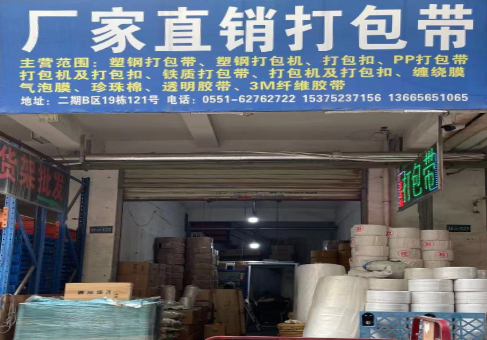 厂家直销打包带
主营范围：塑钢打包带、塑钢打包机、打包扣、PP打包带
打包机及打包扣、铁质打包带、打包机及打包扣、缠绕膜
气泡膜、珍珠棉、透明胶带、3M纤维胶带
地址：二期B区19栋121号 电话：0551-62762722 15375237156 13665651065
货架批发
打包带